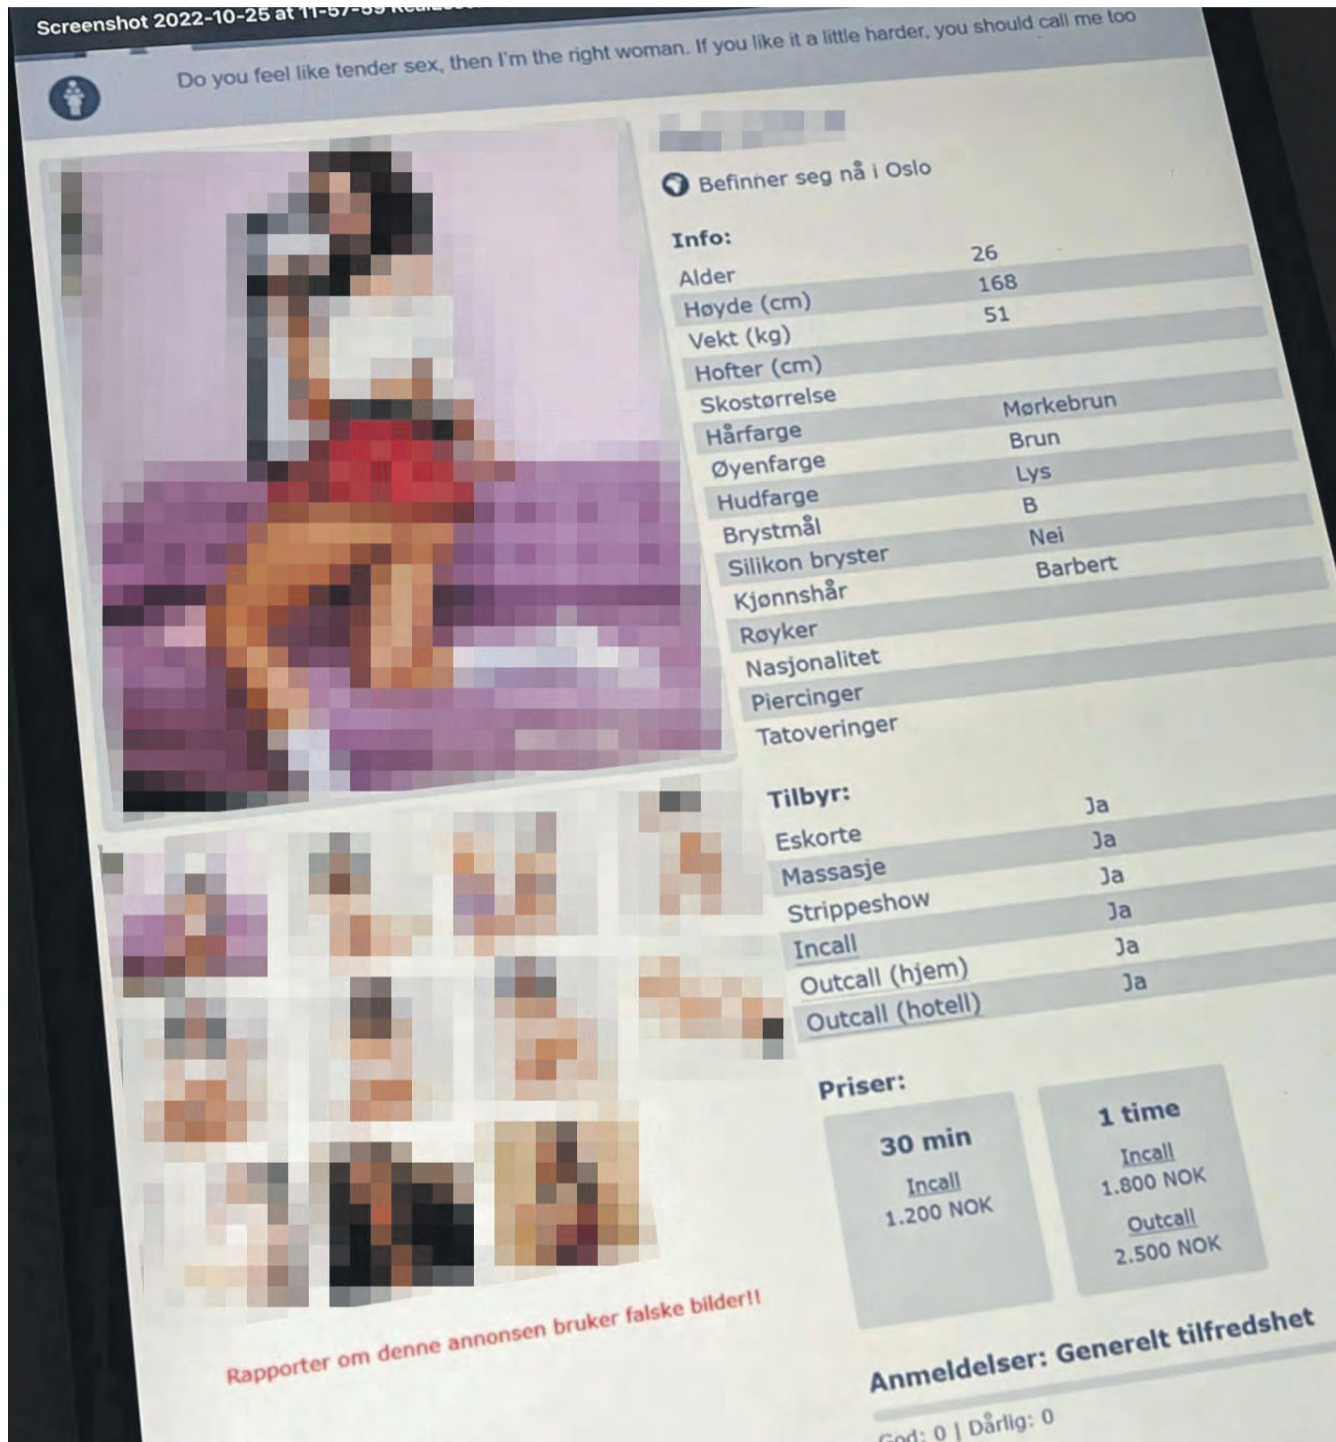 Screenshot 2022-10-25 at 11-57-59
Do you feel like tender sex, then I'm the right woman. If you like it a little harder, you should call me too
Befinner seg nå i Oslo
Info:
Alder 26
Høyde (cm) 168
Vekt (kg) 51
Hofter (cm)
Skostørrelse
Hårfarge Mørkebrun
Øyenfarge Brun
Hudfarge Lys
Brystmål B
Silikon bryster Nei
Kjønnshår Barbert
Røyker
Nasjonalitet
Piercinger
Tatoveringer
Tilbyr:
Eskorte Ja
Massasje Ja
Strippeshow Ja
Incall Ja
Outcall (hjem) Ja
Outcall (hotell) Ja
Priser:
30 min
Incall
1.200 NOK
1 time
Incall
1.800 NOK
Outcall
2.500 NOK
Rapporter om denne annonsen bruker falske bilder!!
Anmeldelser: Generelt tilfredshet
God: 0 | Dårlig: 0